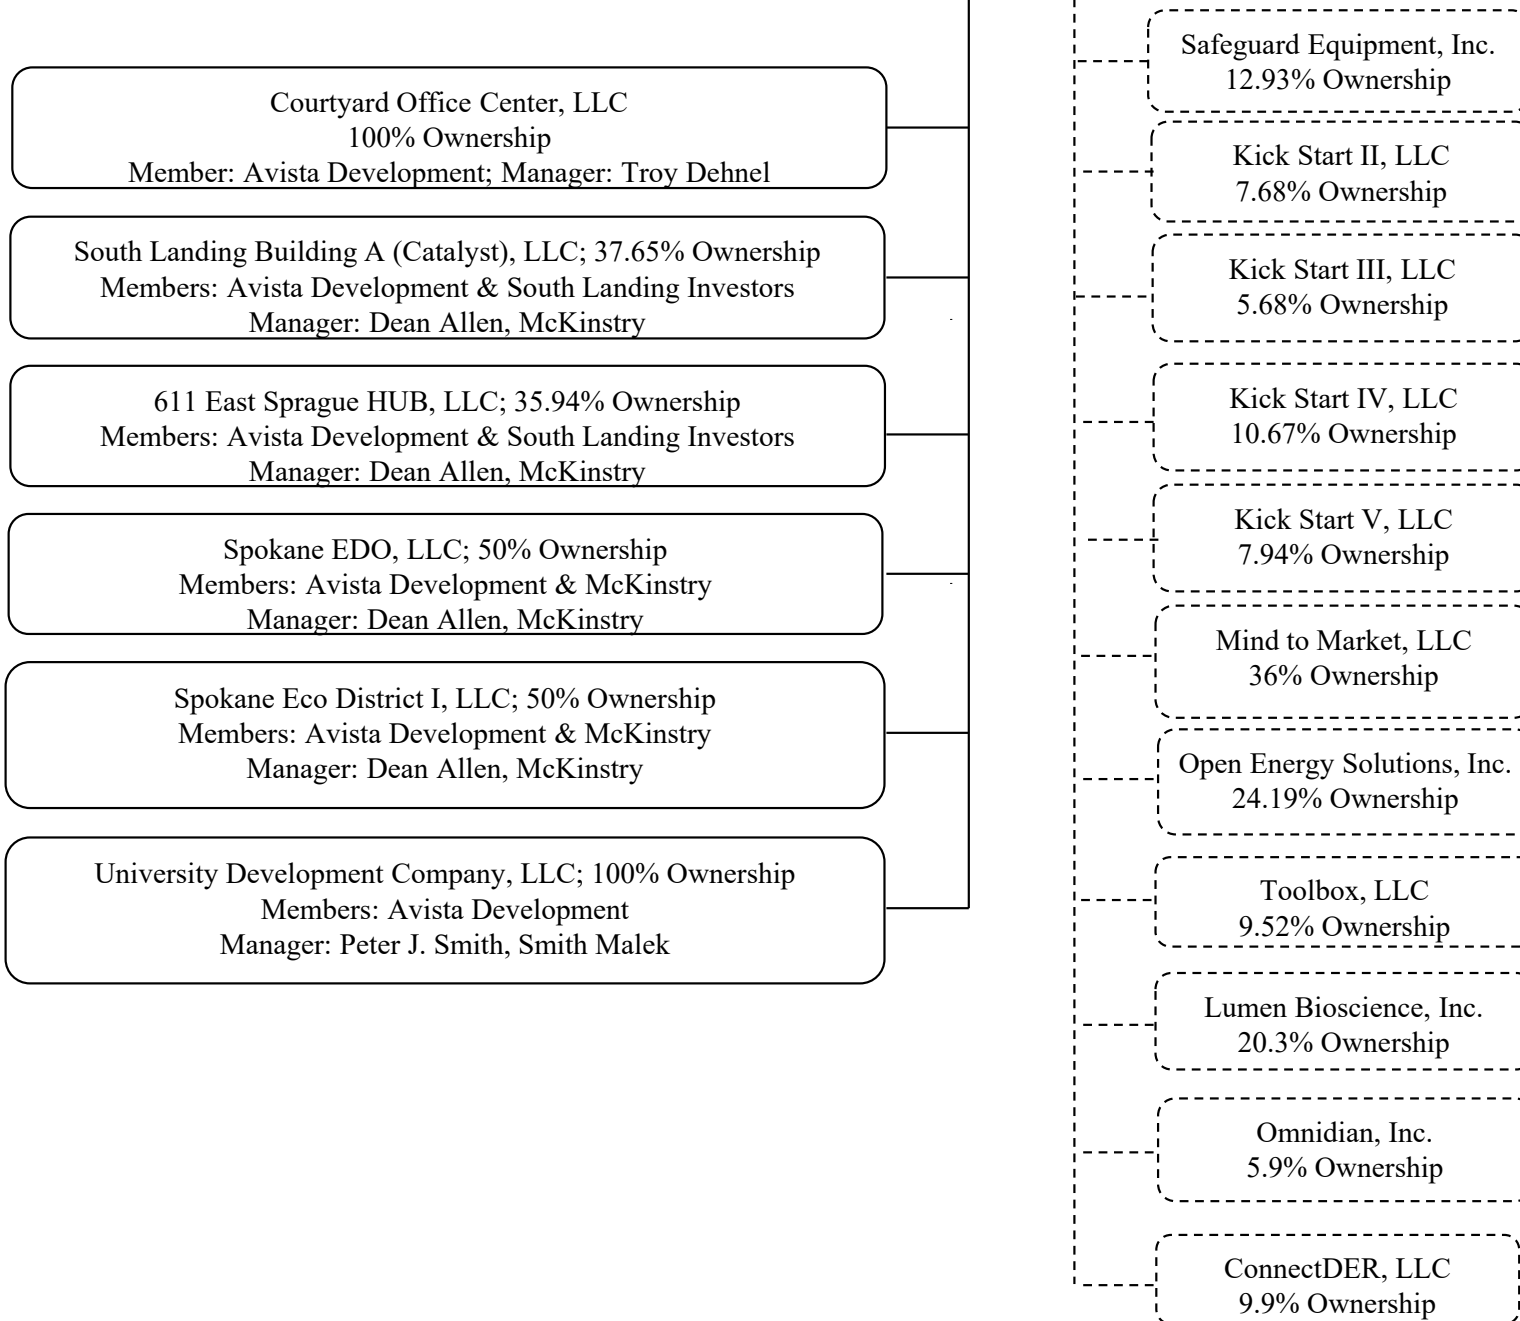 Courtyard Office Center, LLC
100% Ownership
Member: Avista Development; Manager: Troy Dehnel
South Landing Building A (Catalyst), LLC; 37.65% Ownership
Members: Avista Development & South Landing Investors
Manager: Dean Allen, McKinstry
611 East Sprague HUB, LLC; 35.94% Ownership
Members: Avista Development & South Landing Investors
Manager: Dean Allen, McKinstry
Spokane EDO, LLC; 50% Ownership
Members: Avista Development & McKinstry
Manager: Dean Allen, McKinstry
Spokane Eco District I, LLC; 50% Ownership
Members: Avista Development & McKinstry
Manager: Dean Allen, McKinstry
University Development Company, LLC; 100% Ownership
Members: Avista Development
Manager: Peter J. Smith, Smith Malek
Safeguard Equipment, Inc.
12.93% Ownership
Kick Start II, LLC
7.68% Ownership
Kick Start III, LLC
5.68% Ownership
Kick Start IV, LLC
10.67% Ownership
Kick Start V, LLC
7.94% Ownership
Mind to Market, LLC
36% Ownership
Open Energy Solutions, Inc.
24.19% Ownership
Toolbox, LLC
9.52% Ownership
Lumen Bioscience, Inc.
20.3% Ownership
Omnidian, Inc.
5.9% Ownership
ConnectDER, LLC
9.9% Ownership